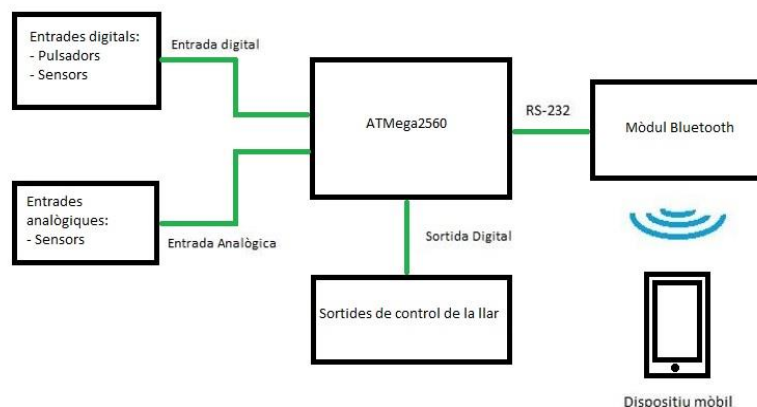 Entrades digitals:
- Pulsadors
- Sensors
Entrada digital
ATMega2560
RS-232
Mòdul Bluetooth
Entrades
analògiques:
- Sensors
Entrada Analògica
Sortida Digital
Sortides de control de la llar
Dispositiu mòbil